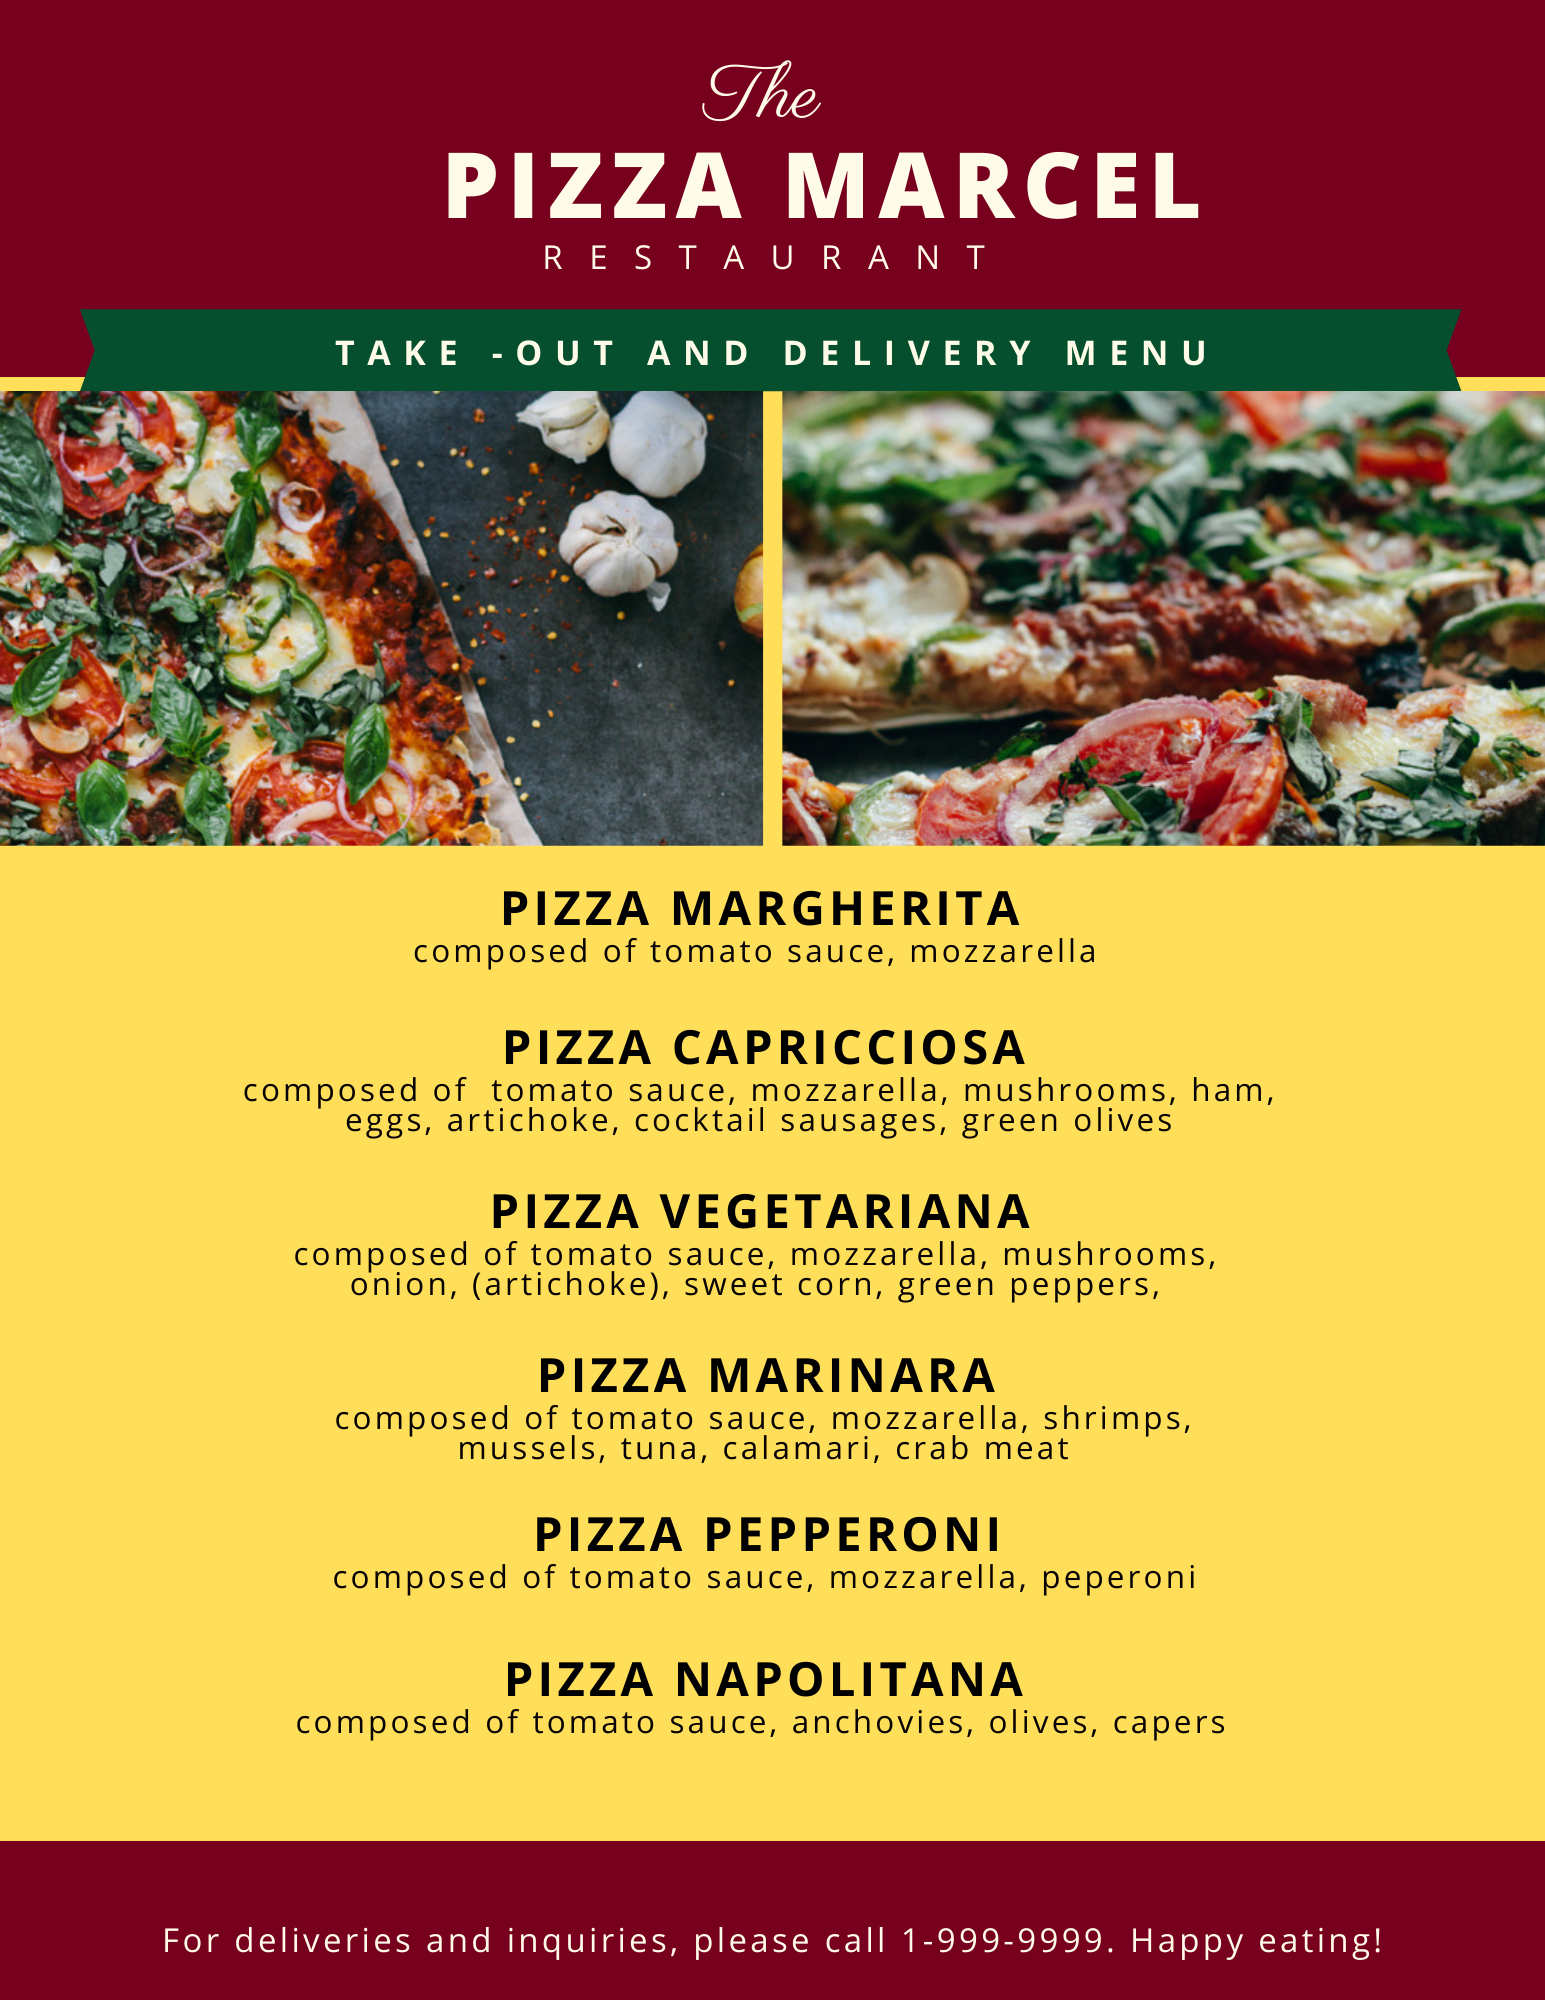 The
PIZZA MARCEL
RESTAURANT
TAKE -OUT AND DELIVERY MENU
PIZZA MARGHERITA
composed of tomato sauce, mozzarella
PIZZA CAPRICCIOSA
composed of  tomato sauce, mozzarella, mushrooms, ham,
eggs, artichoke, cocktail sausages, green olives
PIZZA VEGETARIANA
composed of tomato sauce, mozzarella, mushrooms,
onion, (artichoke), sweet corn, green peppers,
PIZZA MARINARA
composed of tomato sauce, mozzarella, shrimps,
mussels, tuna, calamari, crab meat
PIZZA PEPPERONI
composed of tomato sauce, mozzarella, peperoni
PIZZA NAPOLITANA
composed of tomato sauce, anchovies, olives, capers
For deliveries and inquiries, please call 1-999-9999. Happy eating!